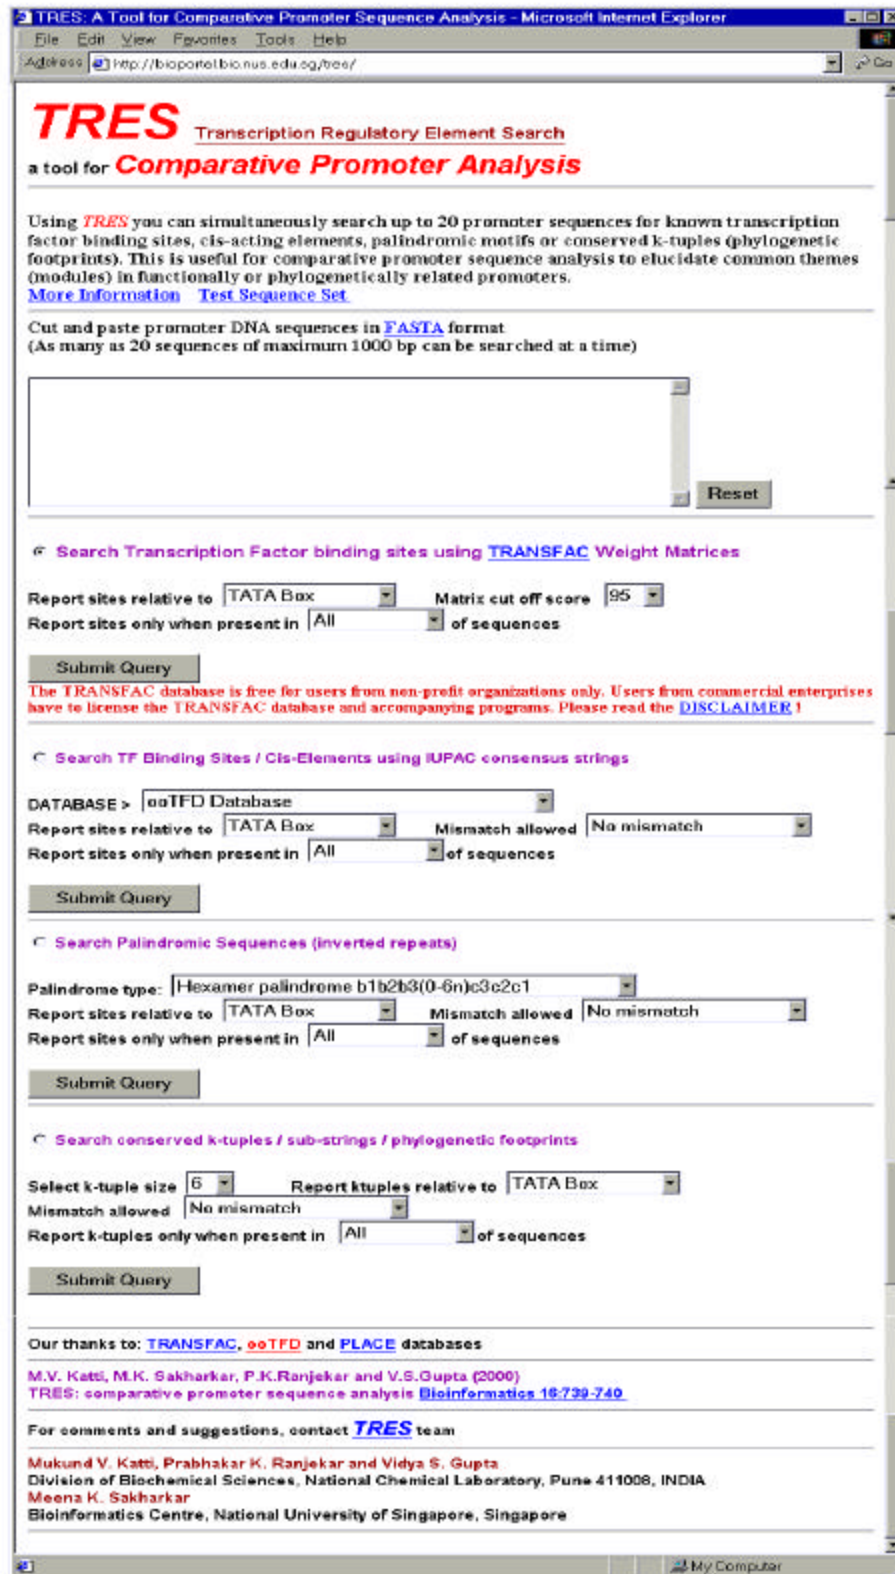 TRES: A Tool for Comparative Promoter Sequence Analysis - Microsoft Internet Explorer
File Edit View Favorites Tools Help
Address http://bioportal.bio.nus.edu.sg/tres/ Go
TRES Transcription Regulatory Element Search
a tool for Comparative Promoter Analysis
Using TRES you can simultaneously search up to 20 promoter sequences for known transcription
factor binding sites, cis-acting elements, palindromic motifs or conserved k-tuples (phylogenetic
footprints). This is useful for comparative promoter sequence analysis to elucidate common themes
(modules) in functionally or phylogenetically related promoters.
More Information Test Sequence Set
Cut and paste promoter DNA sequences in FASTA format
(As many as 20 sequences of maximum 1000 bp can be searched at a time)
Reset
Search Transcription Factor binding sites using TRANSFAC Weight Matrices
Report sites relative to TATA Box Matrix cut off score 95
Report sites only when present in All of sequences
Submit Query
The TRANSFAC database is free for users from non-profit organizations only. Users from commercial enterprises
have to license the TRANSFAC database and accompanying programs. Please read the DISCLAIMER !
Search TF Binding Sites / Cis-Elements using IUPAC consensus strings
DATABASE > ooTFD Database
Report sites relative to TATA Box Mismatch allowed No mismatch
Report sites only when present in All of sequences
Submit Query
Search Palindromic Sequences (inverted repeats)
Palindrome type: Hexamer palindrome b1b2b3(0-6n)c3c2c1
Report sites relative to TATA Box Mismatch allowed No mismatch
Report sites only when present in All of sequences
Submit Query
Search conserved k-tuples / sub-strings / phylogenetic footprints
Select k-tuple size 6 Report ktuples relative to TATA Box
Mismatch allowed No mismatch
Report k-tuples only when present in All of sequences
Submit Query
Our thanks to: TRANSFAC, ooTFD and PLACE databases
M.V. Katti, M.K. Sakharkar, P.K.Ranjekar and V.S.Gupta (2000)
TRES: comparative promoter sequence analysis Bioinformatics 16:739-740
For comments and suggestions, contact TRES team
Mukund V. Katti, Prabhakar K. Ranjekar and Vidya S. Gupta
Division of Biochemical Sciences, National Chemical Laboratory, Pune 411008, INDIA
Meena K. Sakharkar
Bioinformatics Centre, National University of Singapore, Singapore
My Computer